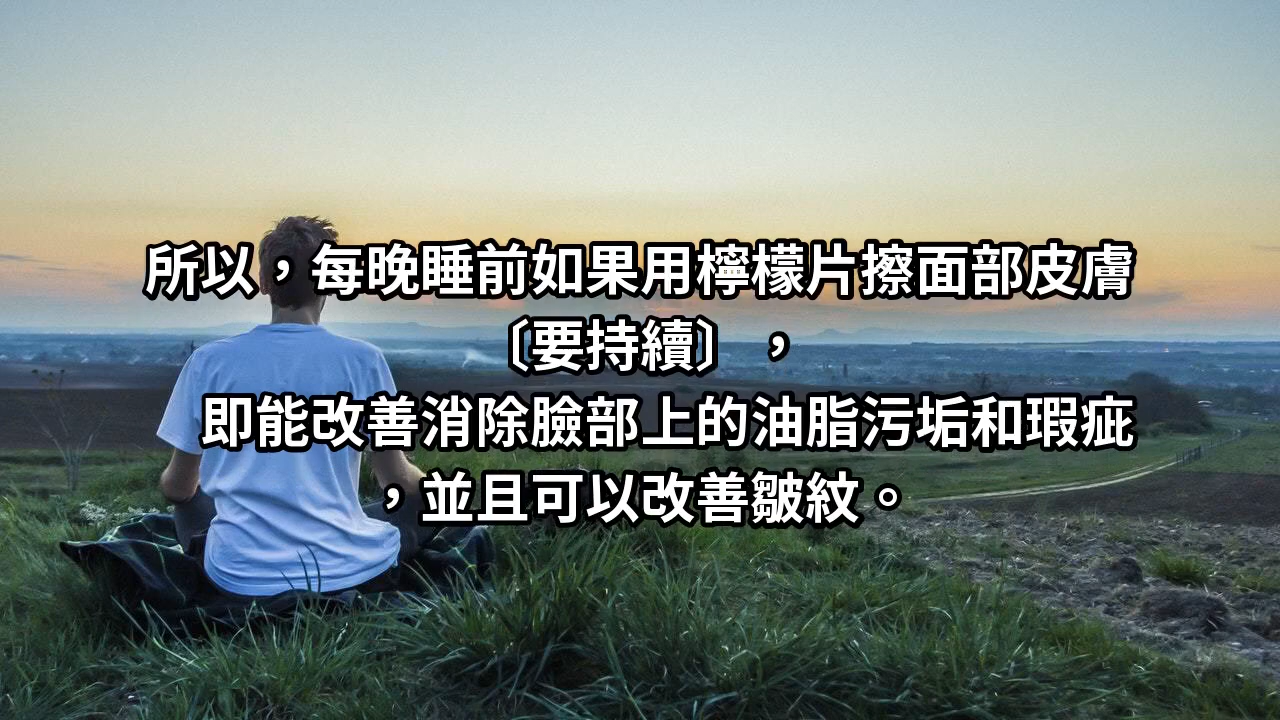 所以，每晚睡前如果用檸檬片擦面部皮膚
〔要持續〕，
即能改善消除臉部上的油脂污垢和瑕疵
，並且可以改善皺紋。